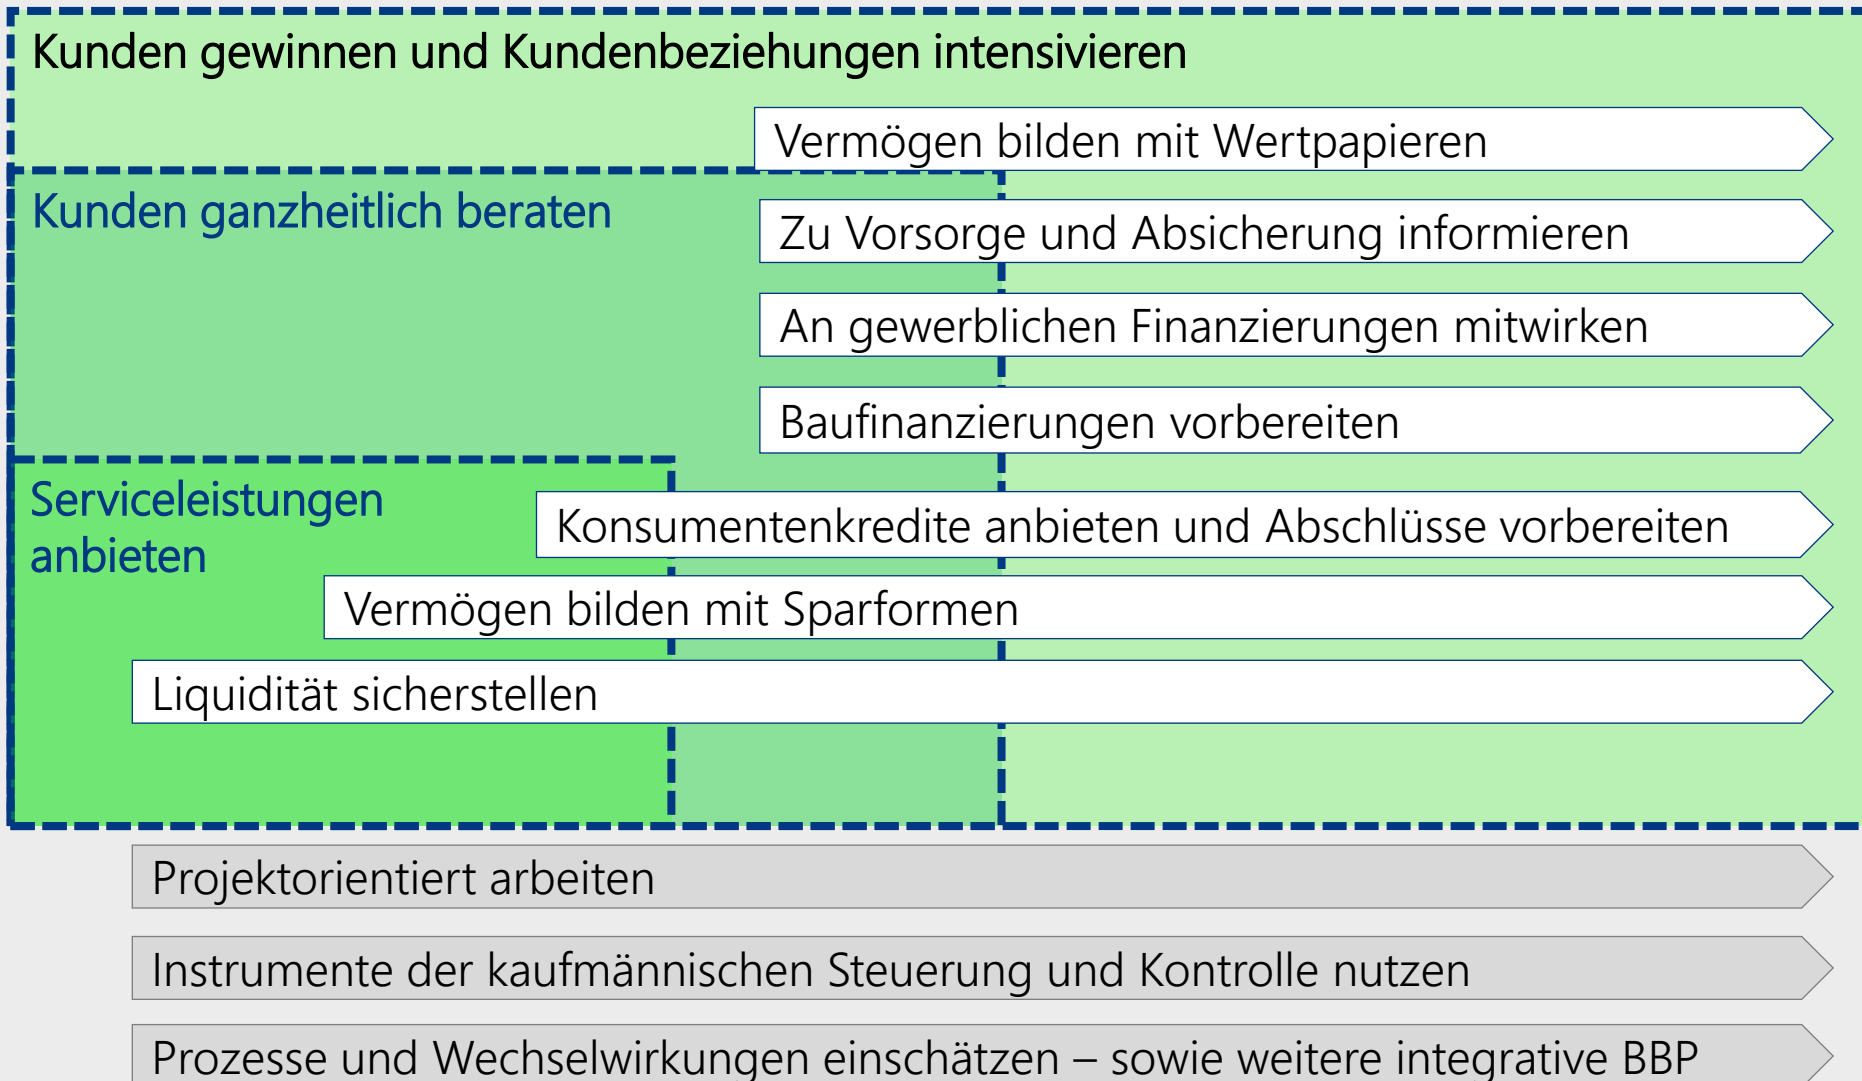 Kunden gewinnen und Kundenbeziehungen intensivieren
Vermögen bilden mit Wertpapieren
Kunden ganzheitlich beraten
Zu Vorsorge und Absicherung informieren
An gewerblichen Finanzierungen mitwirken
Baufinanzierungen vorbereiten
Serviceleistungen
anbieten
Konsumentenkredite anbieten und Abschlüsse vorbereiten
Vermögen bilden mit Sparformen
Liquidität sicherstellen
Projektorientiert arbeiten
Instrumente der kaufmännischen Steuerung und Kontrolle nutzen
Prozesse und Wechselwirkungen einschätzen – sowie weitere integrative BBP